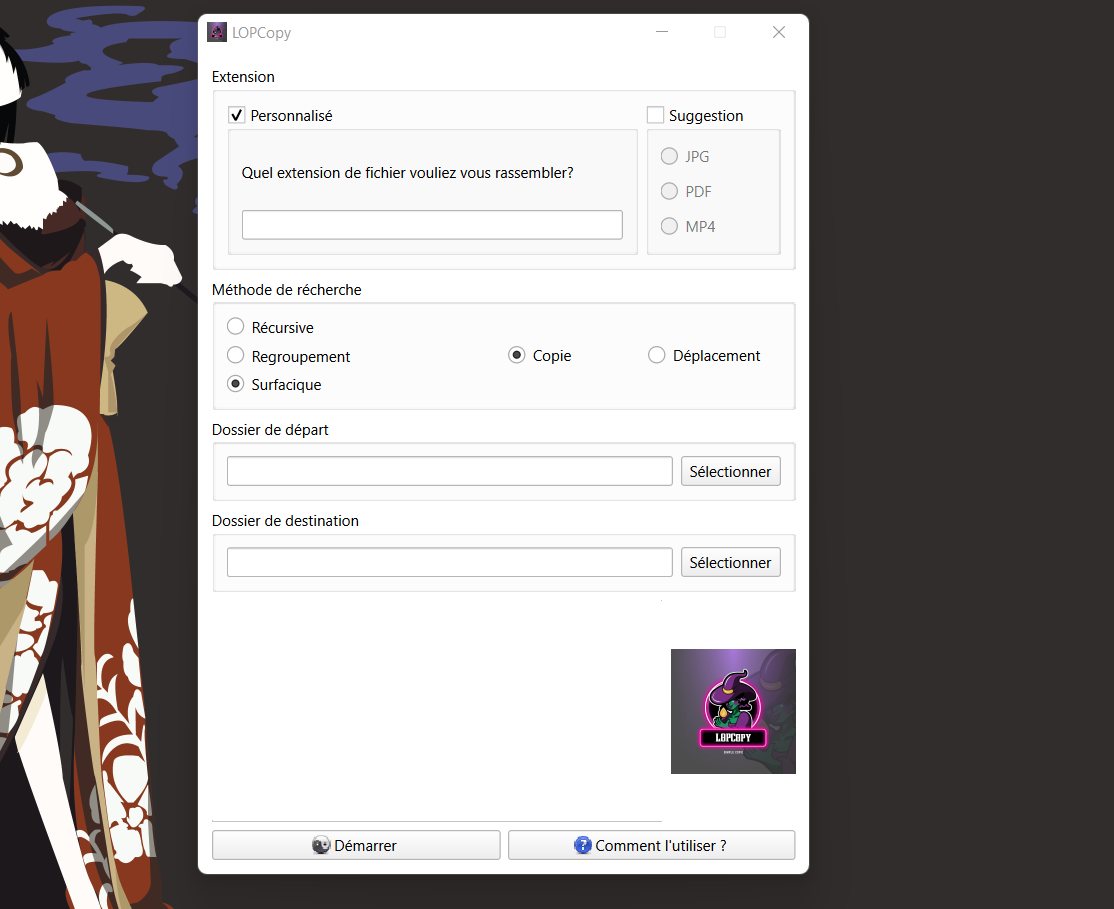 LOPCopy
Extension
Personnalisé
Suggestion
Quel extension de fichier vouliez vous rassembler?
JPG
PDF
MP4
Méthode de récherche
Récursive
Regroupement
Copie
Déplacement
Surfacique
Dossier de départ
Sélectionner
Dossier de destination
Sélectionner
LOPCOPY
Démarrer
? Comment l'utiliser ?